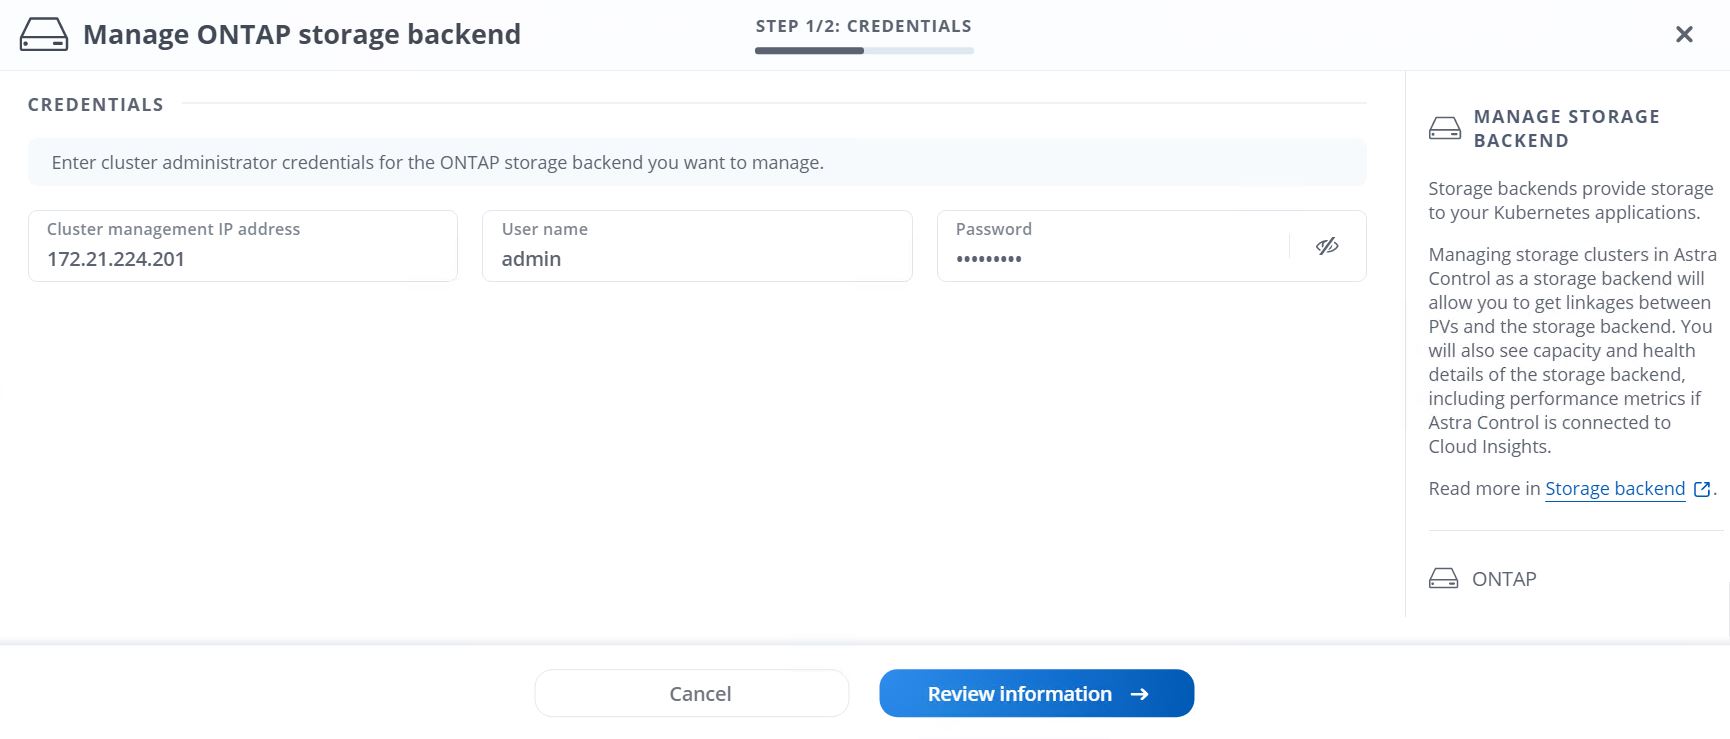 Manage ONTAP storage backend
STEP 1/2: CREDENTIALS
CREDENTIALS
Enter cluster administrator credentials for the ONTAP storage backend you want to manage.
Cluster management IP address
172.21.224.201
User name
admin
Password
•••••••••
MANAGE STORAGE
BACKEND
Storage backends provide storage
to your Kubernetes applications.
Managing storage clusters in Astra
Control as a storage backend will
allow you to get linkages between
PVs and the storage backend. You
will also see capacity and health
details of the storage backend,
including performance metrics if
Astra Control is connected to
Cloud Insights.
Read more in Storage backend .
ONTAP
Cancel
Review information →